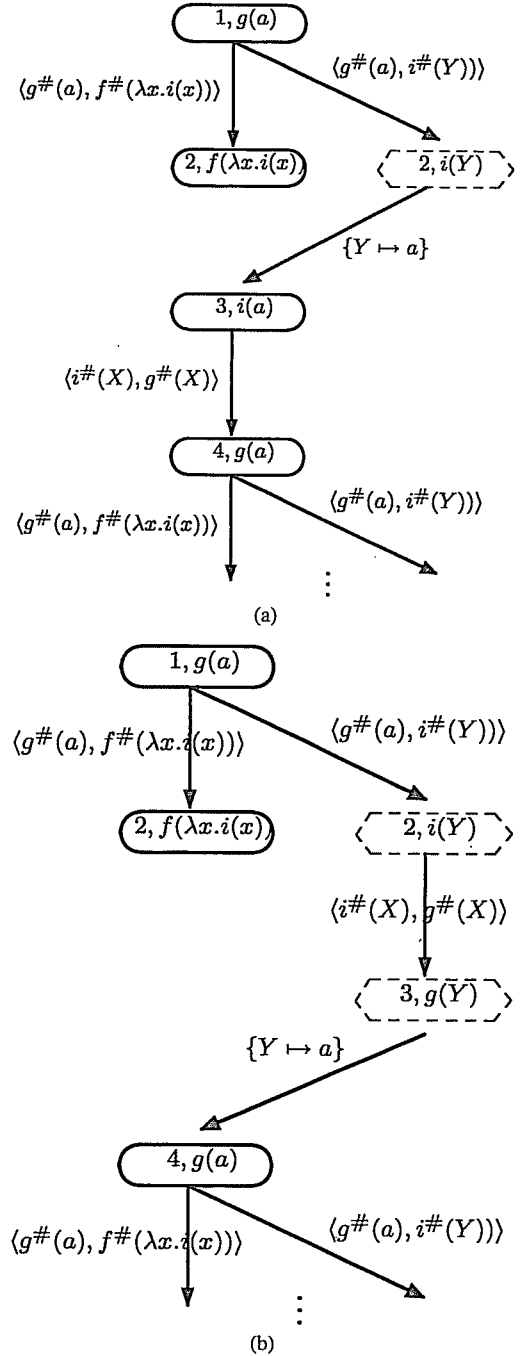 1, g(a)
⟨g#(a), f#(λx.i(x))⟩
⟨g#(a), i#(Y))⟩
2, f(λx.i(x))
2, i(Y)
{Y ↦ a}
3, i(a)
⟨i#(X), g#(X)⟩
4, g(a)
⟨g#(a), f#(λx.i(x))⟩
⟨g#(a), i#(Y))⟩
⋮
(a)
1, g(a)
⟨g#(a), f#(λx.i(x))⟩
⟨g#(a), i#(Y))⟩
2, f(λx.i(x))
2, i(Y)
⟨i#(X), g#(X)⟩
3, g(Y)
{Y ↦ a}
4, g(a)
⟨g#(a), f#(λx.i(x))⟩
⟨g#(a), i#(Y))⟩
⋮
(b)